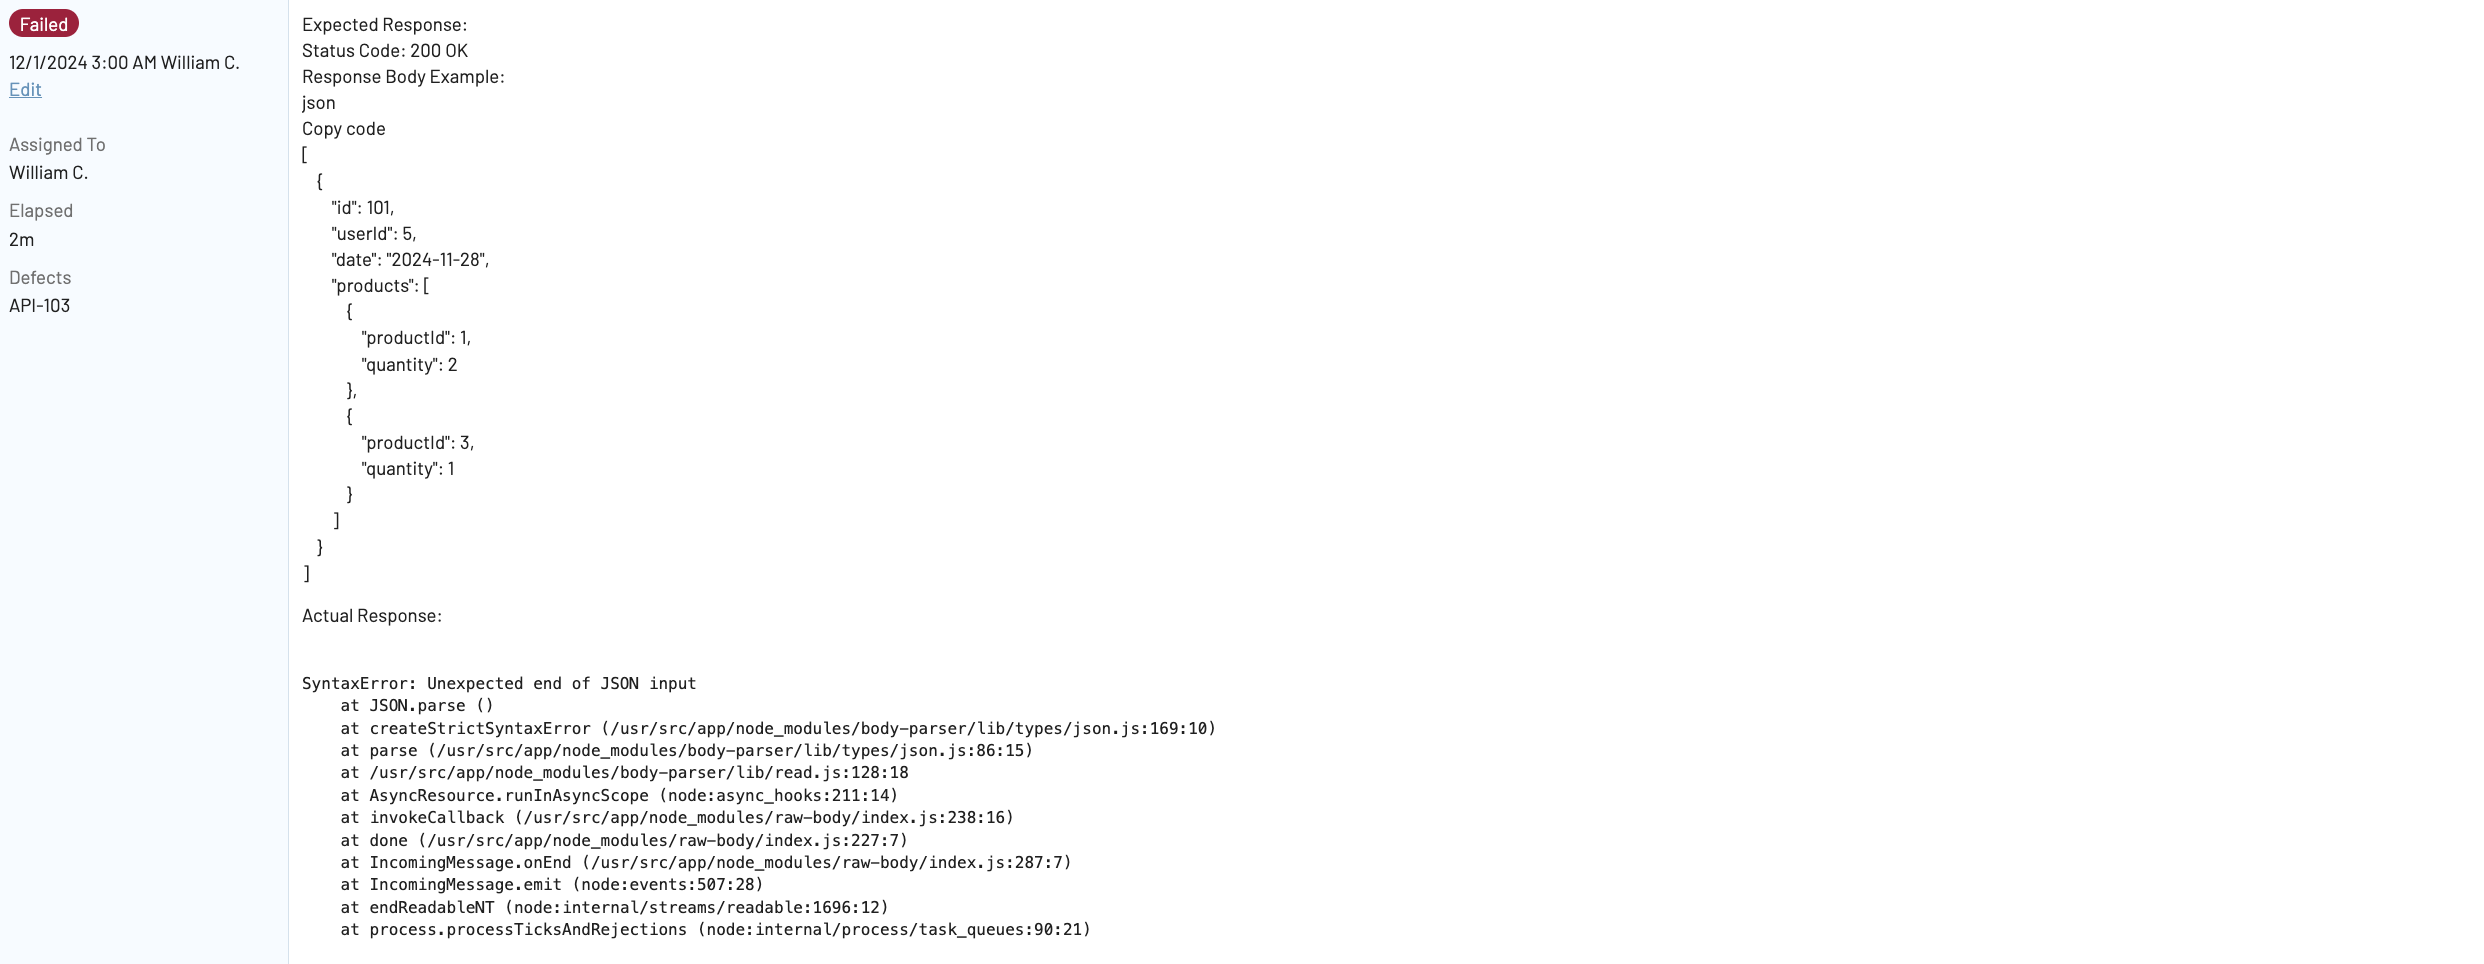 Failed
12/1/2024 3:00 AM William C.
Edit
Assigned To
William C.
Elapsed
2m
Defects
API-103
Expected Response:
Status Code: 200 OK
Response Body Example:
json
Copy code
[
  {
    "id": 101,
    "userId": 5,
    "date": "2024-11-28",
    "products": [
      {
        "productId": 1,
        "quantity": 2
      },
      {
        "productId": 3,
        "quantity": 1
      }
    ]
  }
]
Actual Response:
SyntaxError: Unexpected end of JSON input
    at JSON.parse ()
    at createStrictSyntaxError (/usr/src/app/node_modules/body-parser/lib/types/json.js:169:10)
    at parse (/usr/src/app/node_modules/body-parser/lib/types/json.js:86:15)
    at /usr/src/app/node_modules/body-parser/lib/read.js:128:18
    at AsyncResource.runInAsyncScope (node:async_hooks:211:14)
    at invokeCallback (/usr/src/app/node_modules/raw-body/index.js:238:16)
    at done (/usr/src/app/node_modules/raw-body/index.js:227:7)
    at IncomingMessage.onEnd (/usr/src/app/node_modules/raw-body/index.js:287:7)
    at IncomingMessage.emit (node:events:507:28)
    at endReadableNT (node:internal/streams/readable:1696:12)
    at process.processTicksAndRejections (node:internal/process/task_queues:90:21)